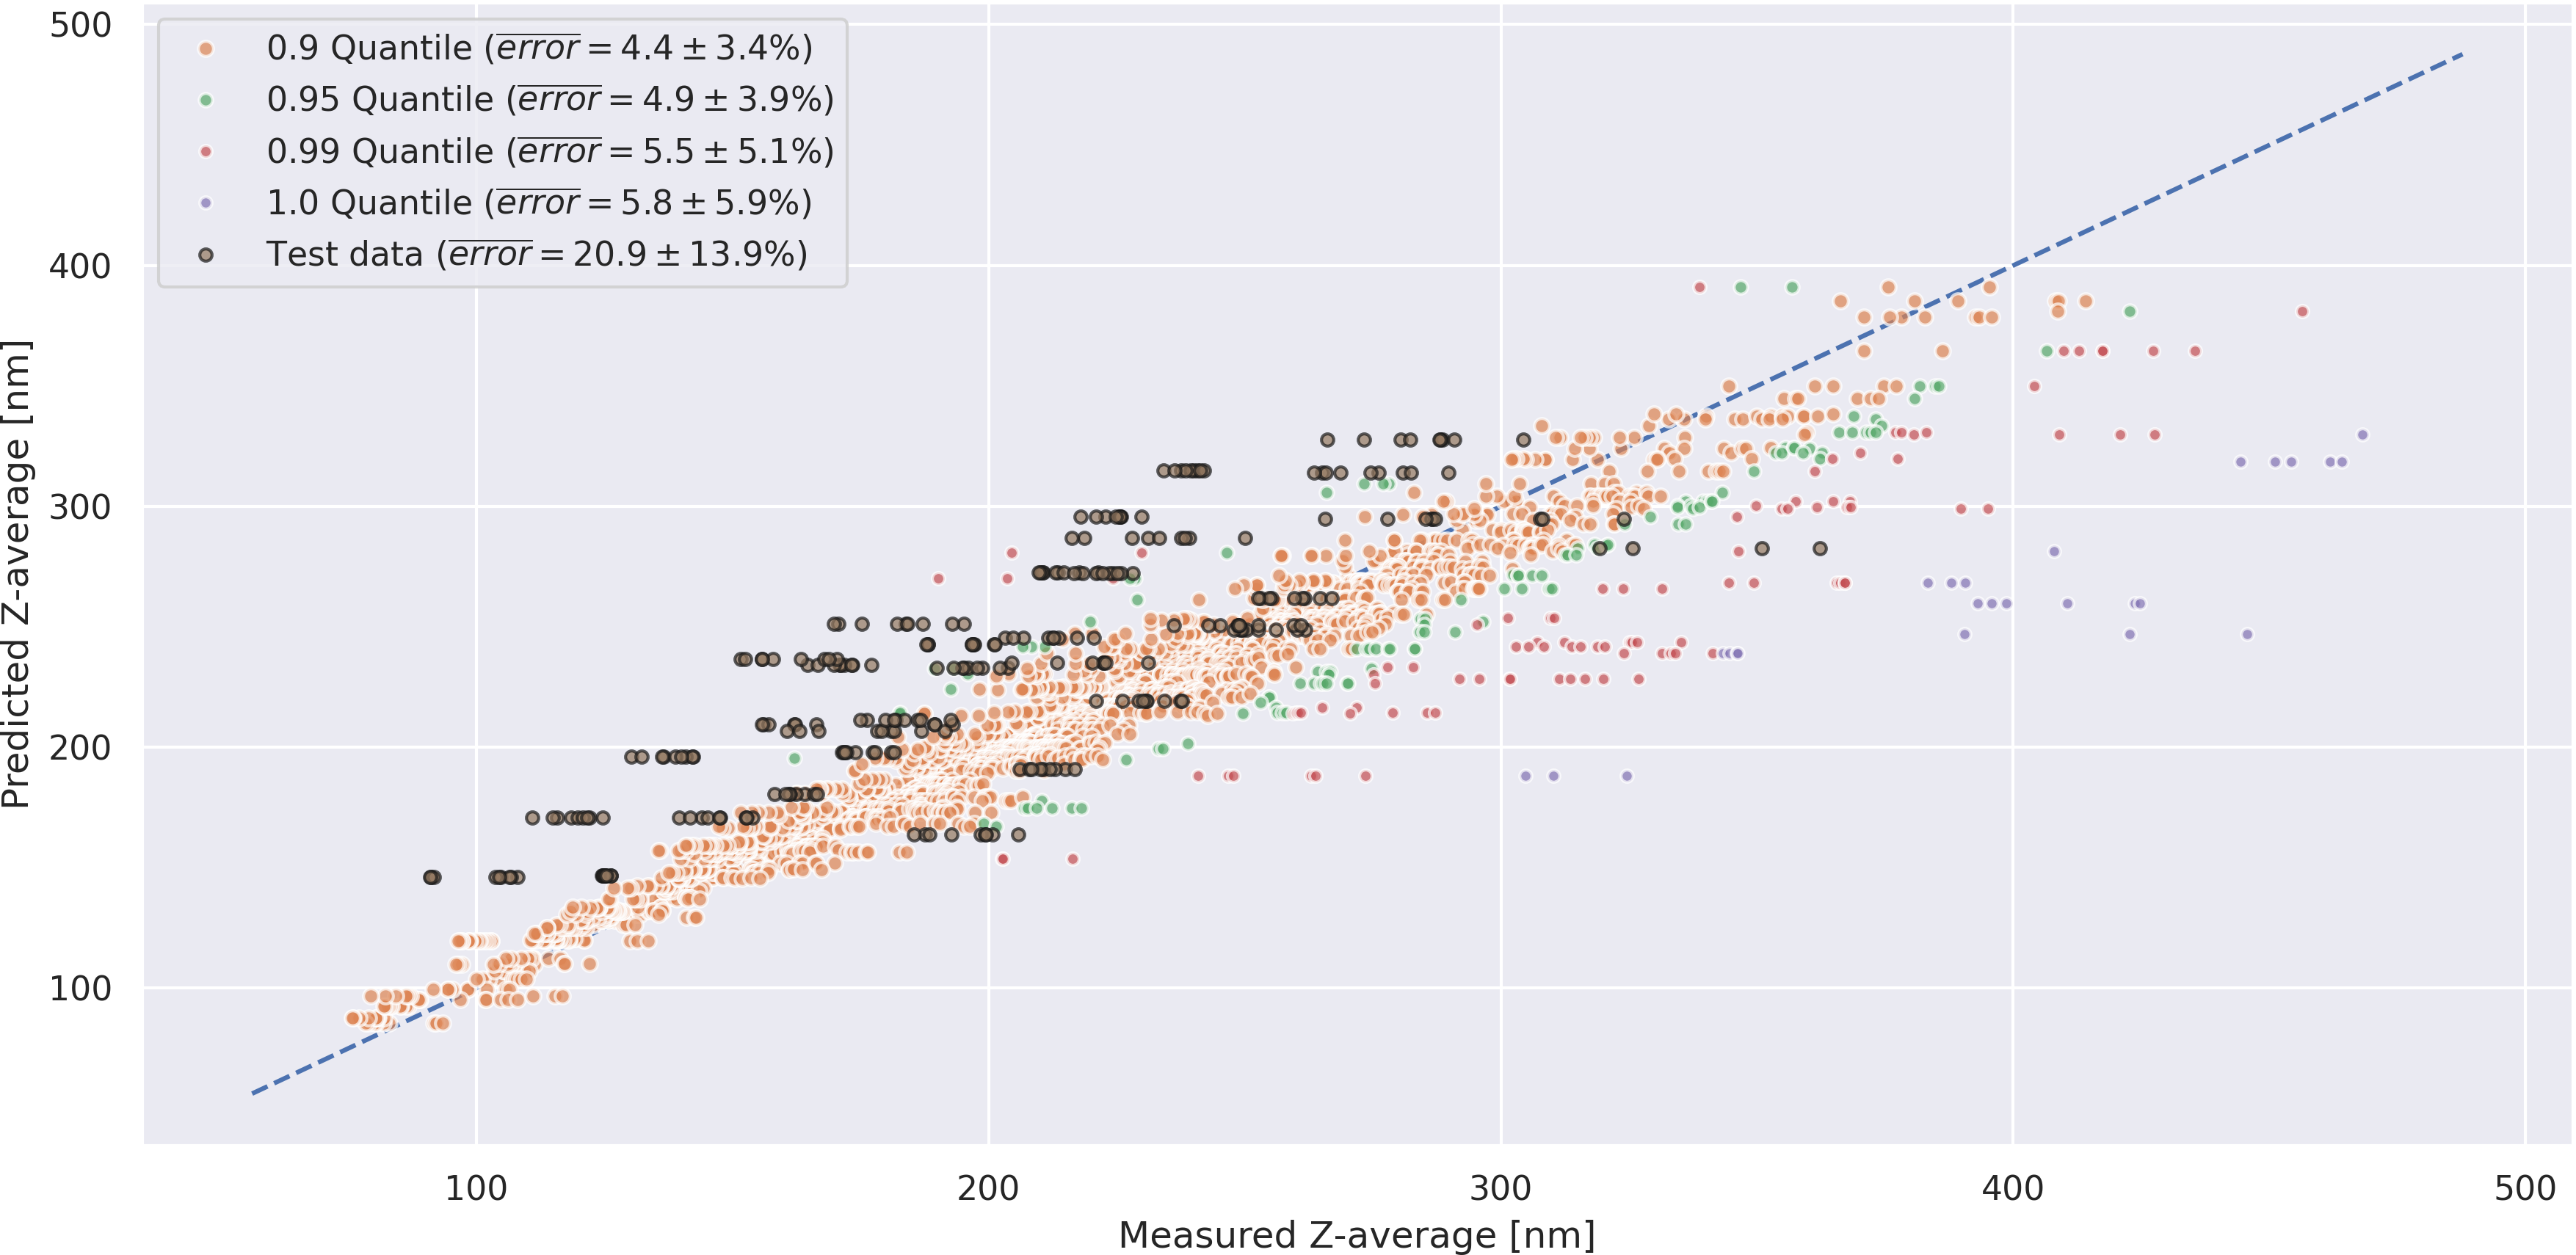 0.9 Quantile (error = 4.4 ± 3.4%)
0.95 Quantile (error = 4.9 ± 3.9%)
0.99 Quantile (error = 5.5 ± 5.1%)
1.0 Quantile (error = 5.8 ± 5.9%)
Test data (error = 20.9 ± 13.9%)
500
400
300
200
100
Predicted Z-average [nm]
100 200 300 400 500
Measured Z-average [nm]